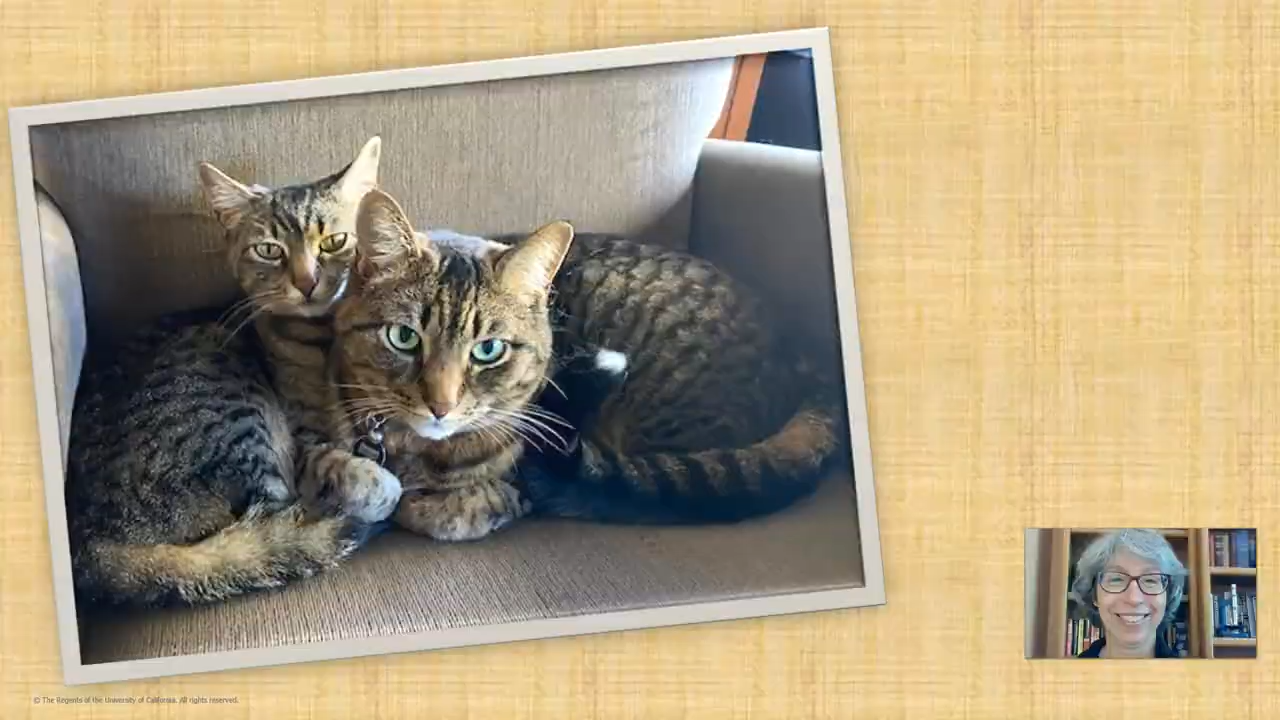 © The Regents of the University of California. All rights reserved.